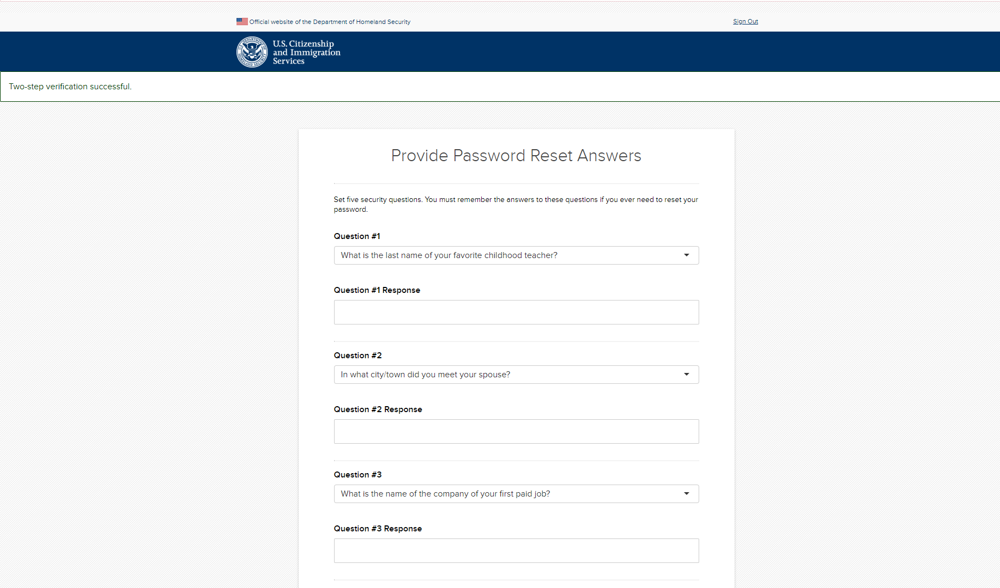 Official website of the Department of Homeland Security
Sign Out
U.S. Citizenship
and Immigration
Services
Two-step verification successful.
Provide Password Reset Answers
Set five security questions. You must remember the answers to these questions if you ever need to reset your
password.
Question #1
What is the last name of your favorite childhood teacher?
Question #1 Response
Question #2
In what city/town did you meet your spouse?
Question #2 Response
Question #3
What is the name of the company of your first paid job?
Question #3 Response